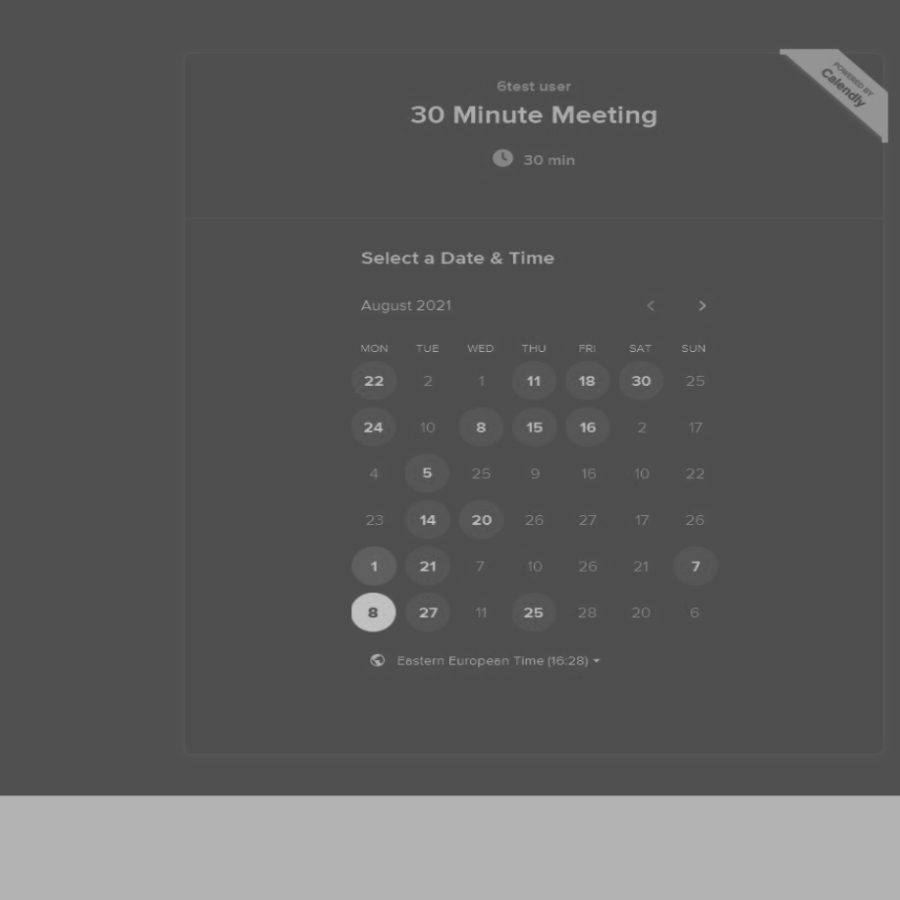 POWERED BY
Calendly
6test user
30 Minute Meeting
30 min
Select a Date & Time
August 2021
MON TUE WED THU FRI SAT SUN
22 2 1 11 18 30 25
24 10 8 15 16 2 17
4 5 25 9 16 10 22
23 14 20 26 27 17 26
1 21 7 10 26 21 7
8 27 11 25 28 20 6
Eastern European Time (16:28)